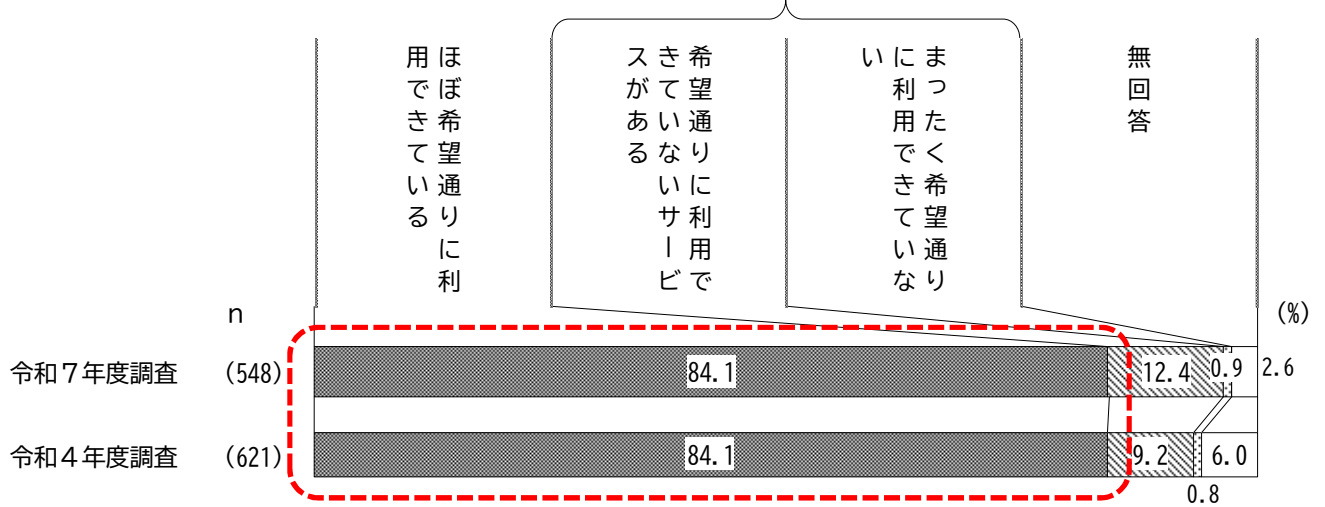 ほぼ希望通りに利
用できている
希望通りに利用で
きていないサービ
スがある
まったく希望通り
に利用できていな
い
無回答
n
(%)
令和７年度調査 (548) 84.1 12.4 0.9 2.6
令和４年度調査 (621) 84.1 9.2 6.0
0.8